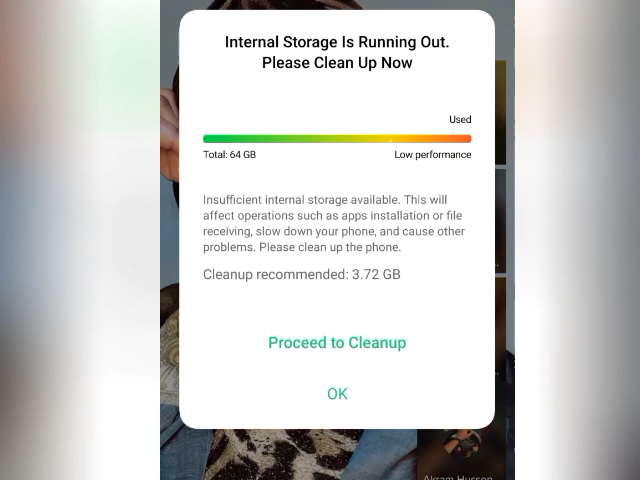 Internal Storage Is Running Out.
Please Clean Up Now
Used
Total: 64 GB
Low performance
Insufficient internal storage available. This will
affect operations such as apps installation or file
receiving, slow down your phone, and cause other
problems. Please clean up the phone.
Cleanup recommended: 3.72 GB
Proceed to Cleanup
OK
Akram Hussen